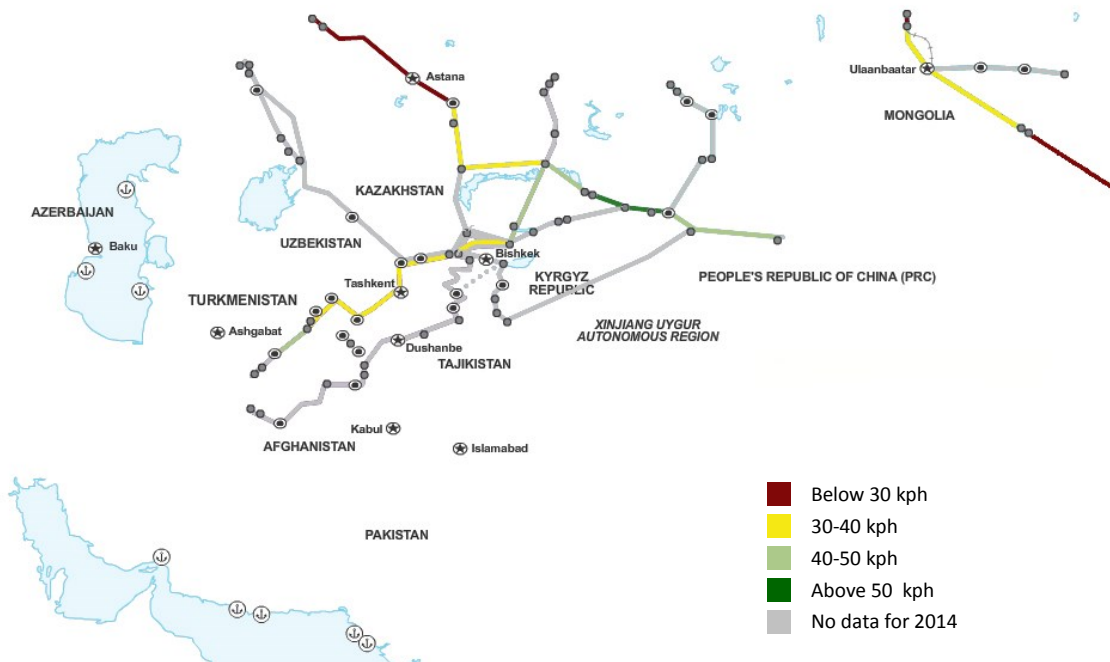 Astana
Ulaanbaatar
MONGOLIA
KAZAKHSTAN
AZERBAIJAN
Baku
UZBEKISTAN
Bishkek
KYRGYZ
REPUBLIC
PEOPLE'S REPUBLIC OF CHINA (PRC)
Tashkent
TURKMENISTAN
Ashgabat
XINJIANG UYGUR
AUTONOMOUS REGION
Dushanbe
TAJIKISTAN
Kabul
AFGHANISTAN
Islamabad
PAKISTAN
Below 30 kph
30-40 kph
40-50 kph
Above 50 kph
No data for 2014